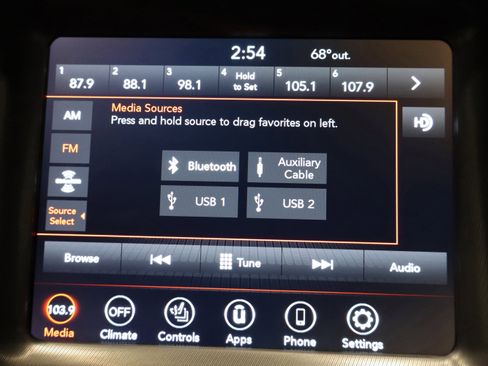 2:54 68°out.
1 87.9 2 88.1 3 98.1 4 Hold to Set 5 105.1 6 107.9
Media Sources
Press and hold source to drag favorites on left.
AM
HD
FM
Bluetooth
Auxiliary Cable
USB 1
USB 2
Source Select
Browse
Tune
Audio
103.9
OFF
Media
Climate
Controls
Apps
Phone
Settings